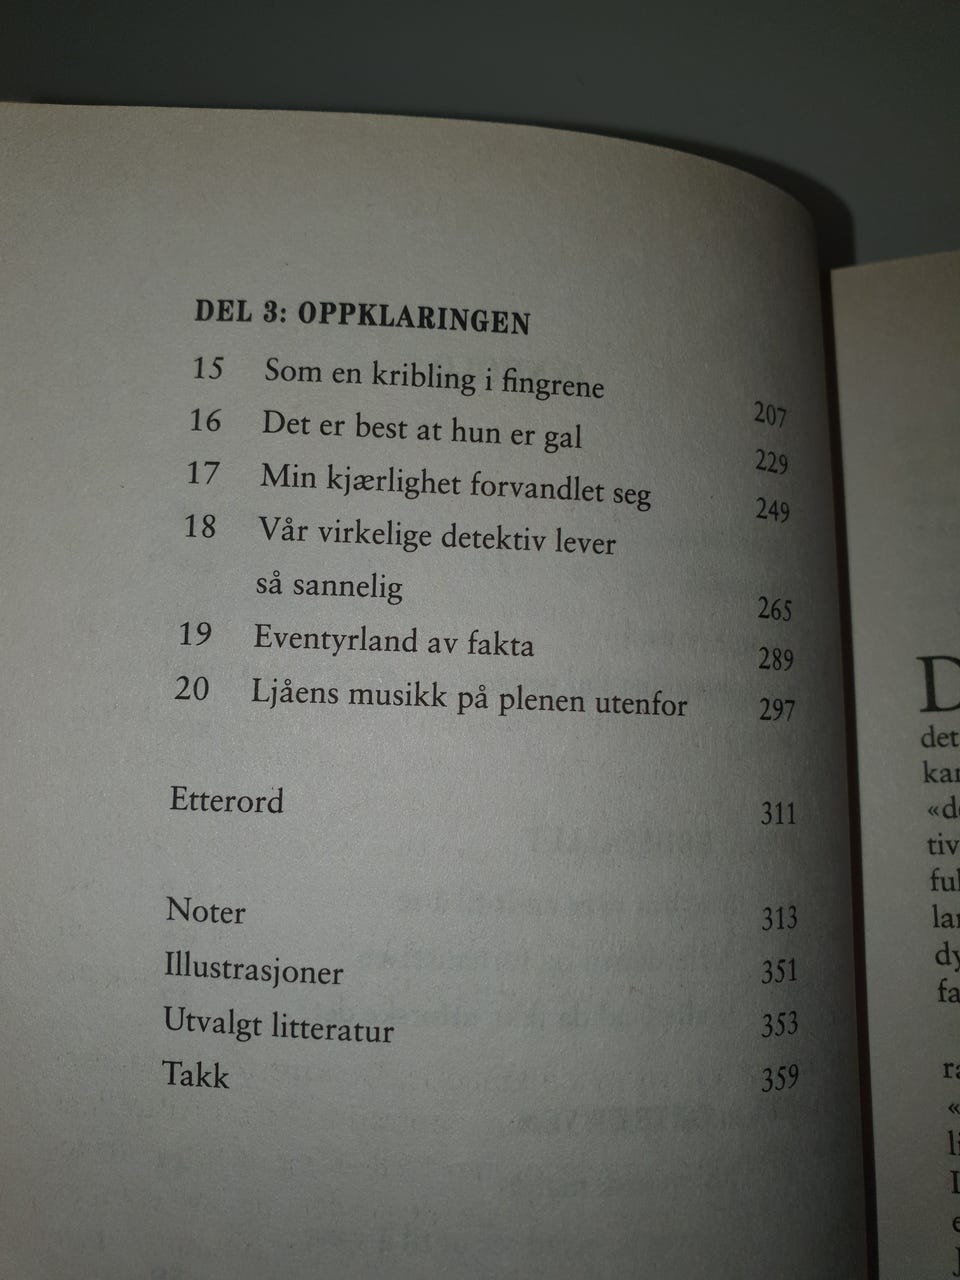 DEL 3: OPPKLARINGEN
15 Som en kribling i fingrene 207
16 Det er best at hun er gal 229
17 Min kjærlighet forvandlet seg 249
18 Vår virkelige detektiv lever
så sannelig 265
19 Eventyrland av fakta 289
20 Ljåens musikk på plenen utenfor 297
Etterord 311
Noter 313
Illustrasjoner 351
Utvalgt litteratur 353
Takk 359
D
det